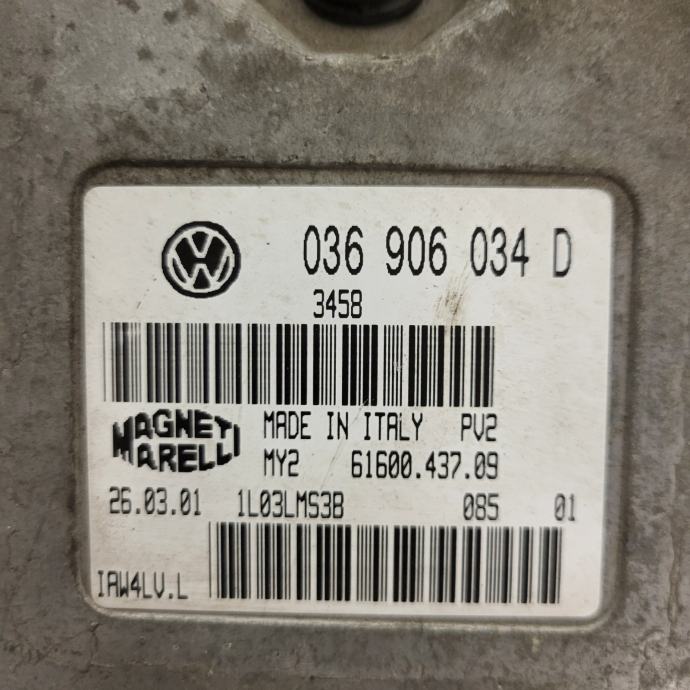 036 906 034 D
3458
MAGNETI MARELLI
MADE IN ITALY PV2
MY2 61600.437.09
26.03.01 1L03LMS3B 085 01
IAW4LV.L